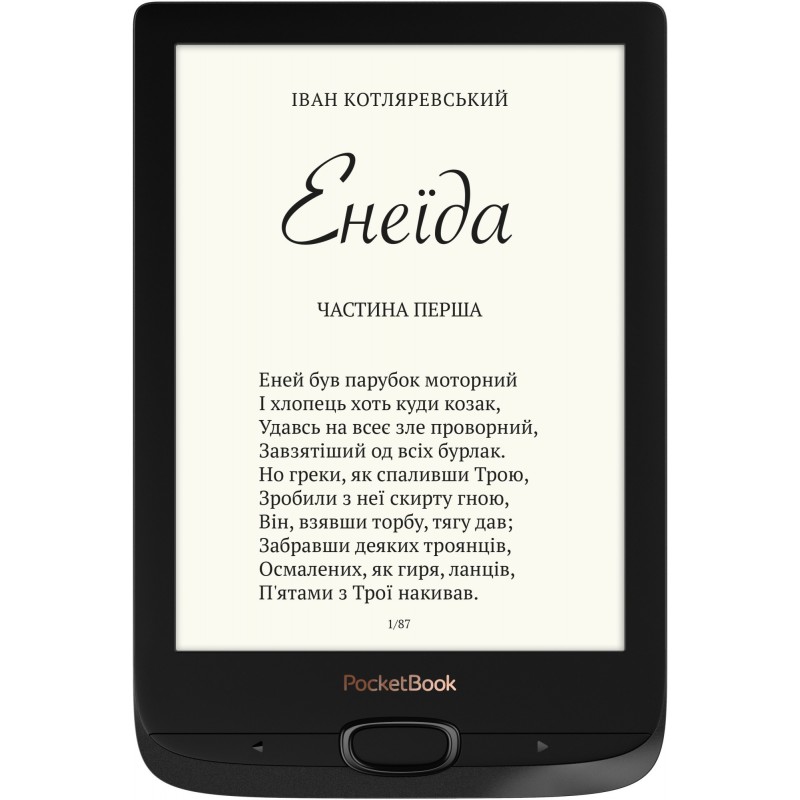 ІВАН КОТЛЯРЕВСЬКИЙ
Енеїда
ЧАСТИНА ПЕРША
Еней був парубок моторний
І хлопець хоть куди козак,
Удавсь на всеє зле проворний,
Завзятіший од всіх бурлак.
Но греки, як спаливши Трою,
Зробили з неї скирту гною,
Він, взявши торбу, тягу дав;
Забравши деяких троянців,
Осмалених, як гиря, ланців,
П'ятами з Трої накивав.
1/87
PocketBook